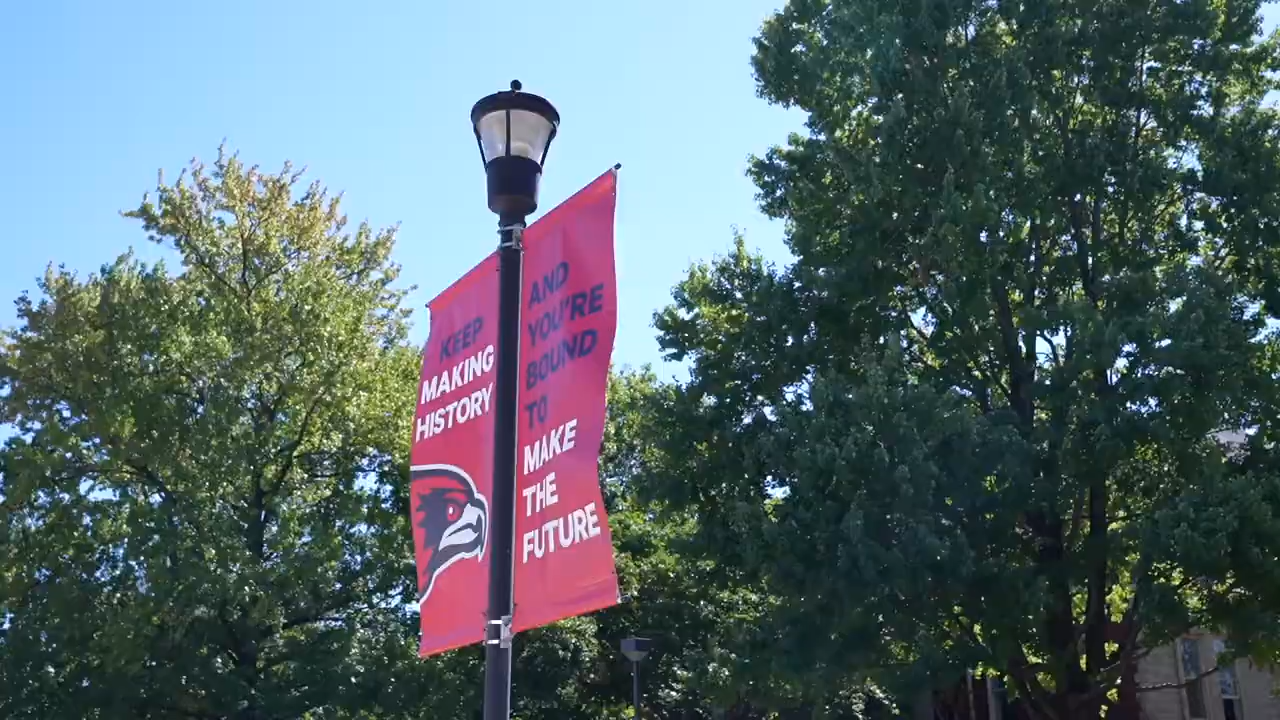 KEEP
MAKING
HISTORY
AND
YOU'RE
BOUND
TO
MAKE
THE
FUTURE